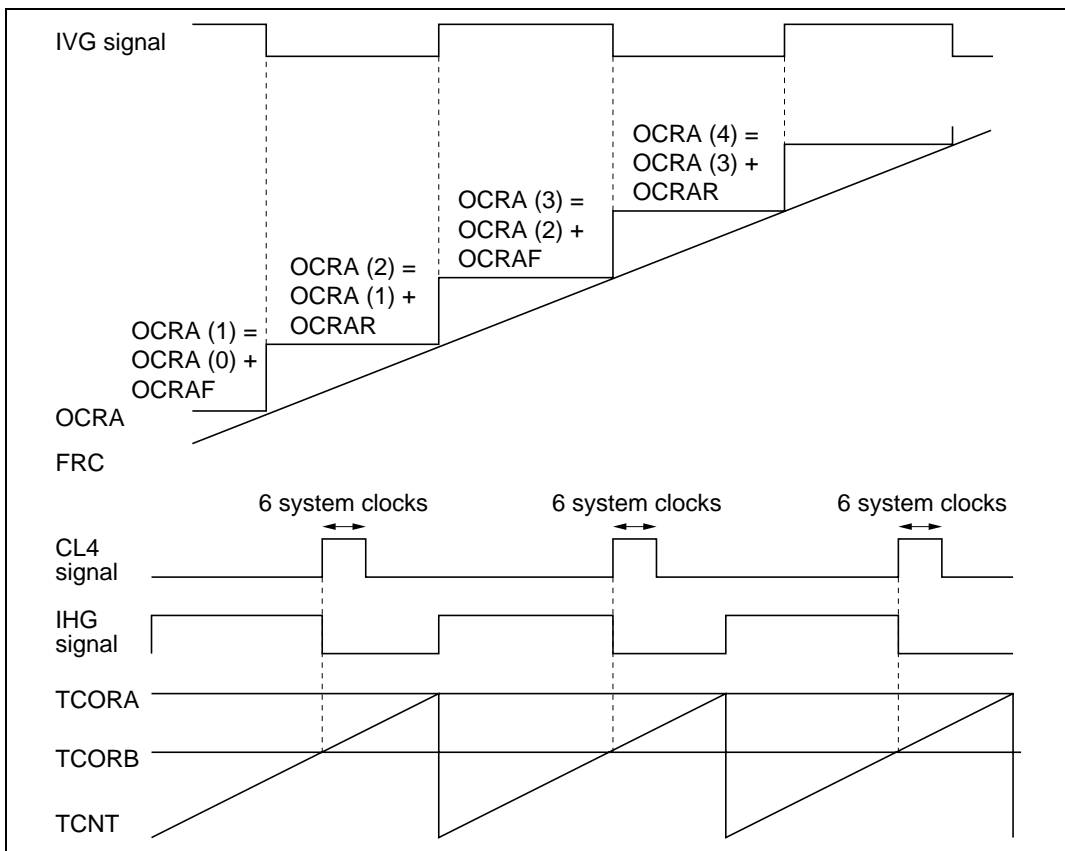 IVG signal
OCRA (4) =
OCRA (3) +
OCRAR
OCRA (3) =
OCRA (2) +
OCRAF
OCRA (2) =
OCRA (1) +
OCRAR
OCRA (1) =
OCRA (0) +
OCRAF
OCRA
FRC
6 system clocks 6 system clocks 6 system clocks
CL4
signal
IHG
signal
TCORA
TCORB
TCNT